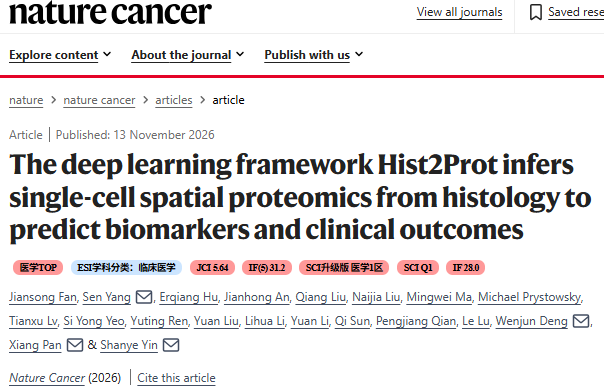 nature cancer
View all journals
Saved rese
Explore content
About the journal
Publish with us
nature > nature cancer > articles > article
Article | Published: 13 November 2026
The deep learning framework Hist2Prot infers
single-cell spatial proteomics from histology to
predict biomarkers and clinical outcomes
医学TOP ESI学科分类：临床医学 JCI 5.64 IF(5) 31.2 SCI升级版 医学1区 SCI Q1 IF 28.0
Jiansong Fan, Sen Yang, Erqiang Hu, Jianhong An, Qiang Liu, Naijia Liu, Mingwei Ma, Michael Prystowsky,
Tianxu Lv, Si Yong Yeo, Yuting Ren, Yuan Liu, Lihua Li, Yuan Li, Qi Sun, Pengjiang Qian, Le Lu, Wenjun Deng,
Xiang Pan & Shanye Yin
Nature Cancer (2026) | Cite this article